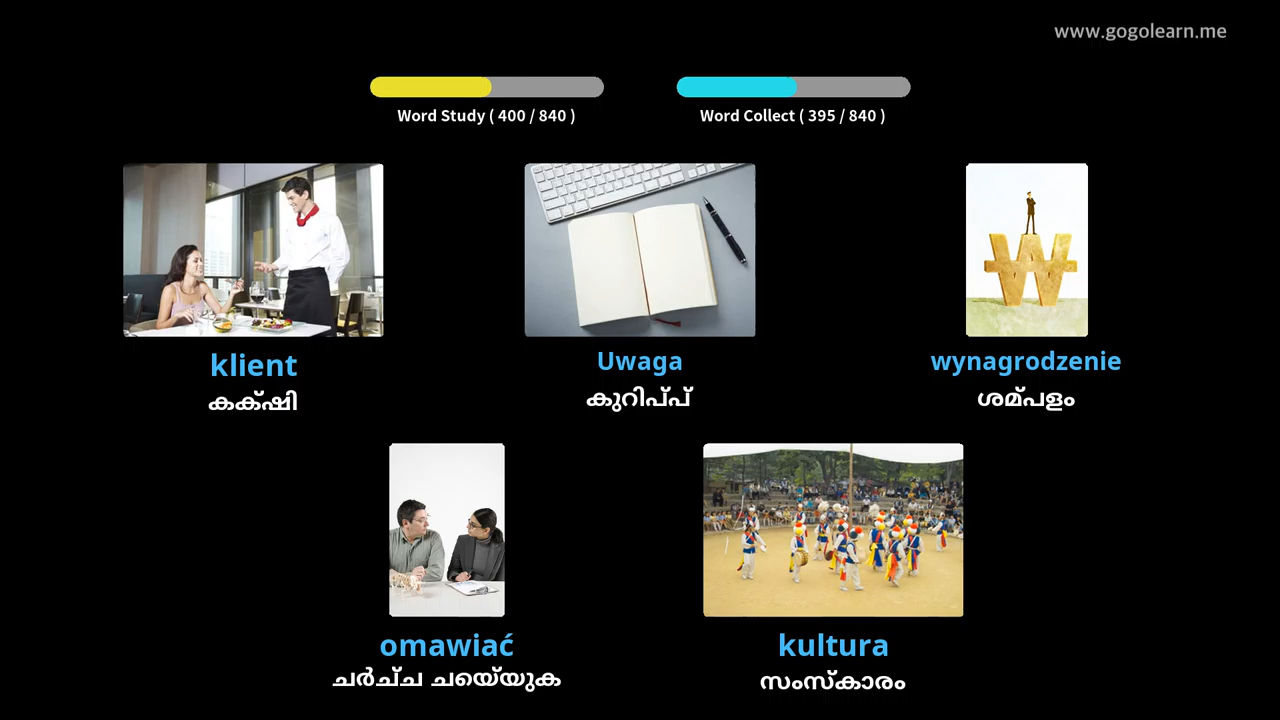 www.gogolearn.me
Word Study ( 400 / 840 )
Word Collect ( 395 / 840 )
klient
കക്ഷി
Uwaga
കുറിപ്പ്
wynagrodzenie
ശമ്പളം
omawiać
ചർച്ച ചയ്യെുക
kultura
സംസ്കാരം